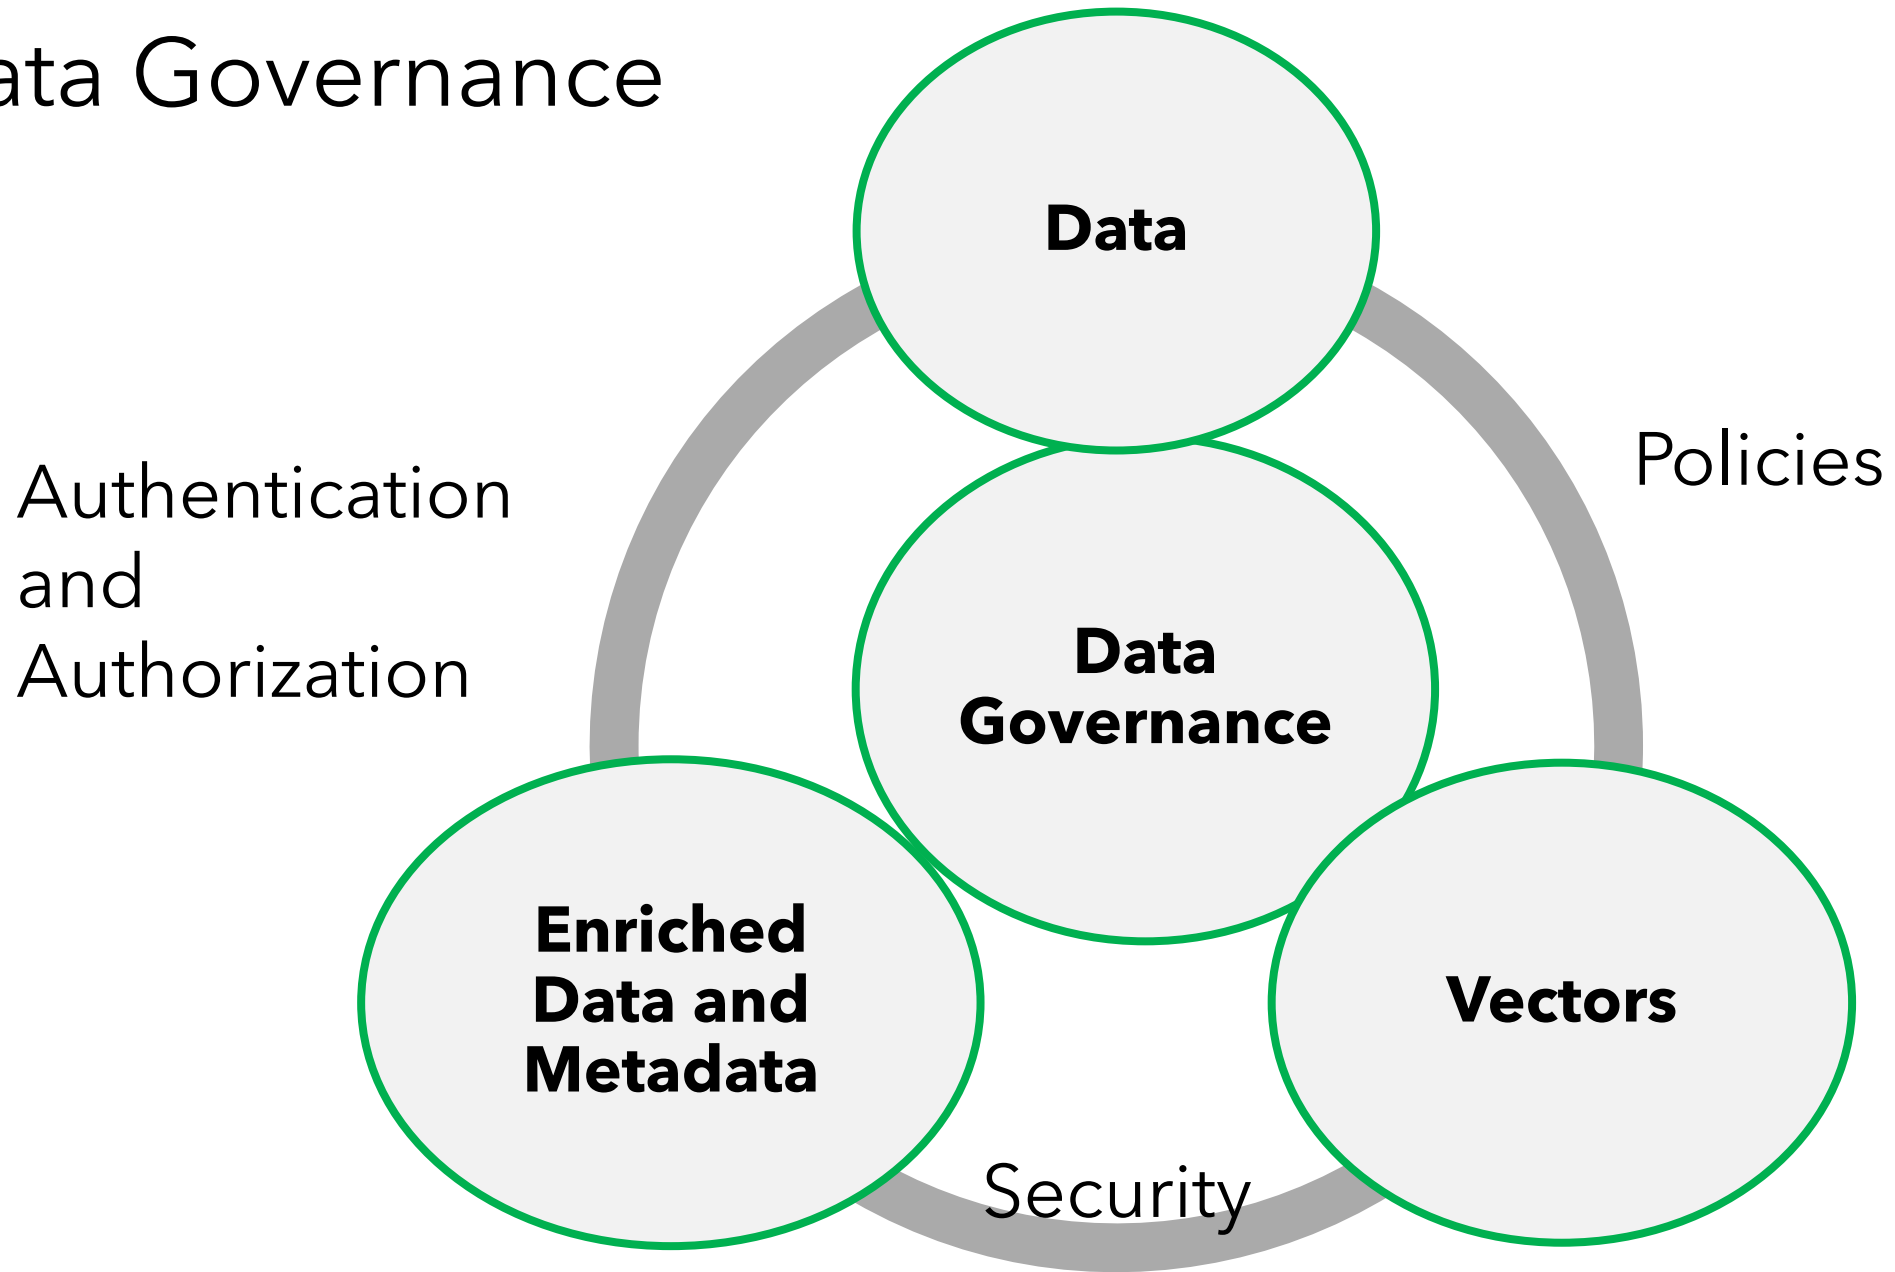 ata Governance
Data
Policies
Authentication
and
Authorization
Data
Governance
Enriched
Data and
Metadata
Vectors
Security